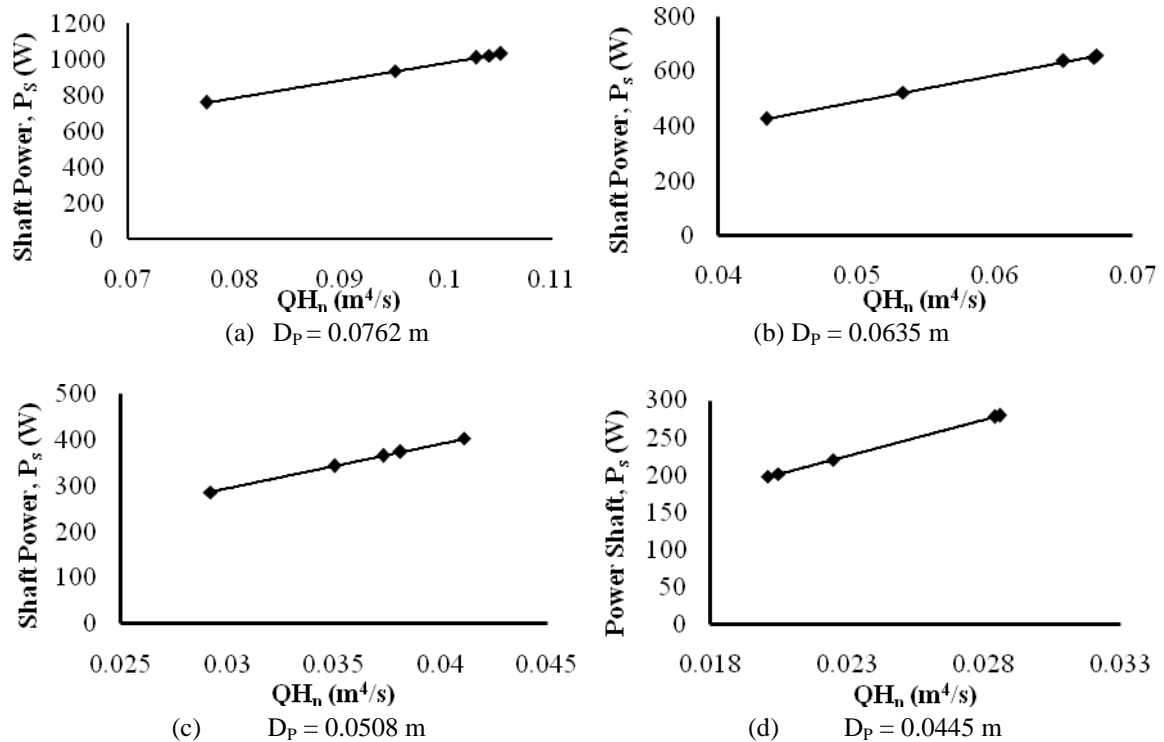 Shaft Power, P_s (W)
1200
1000
800
600
400
200
0
0.07 0.08 0.09 0.1 0.11
QH_n (m⁴/s)
(a) D_P = 0.0762 m
Shaft Power, P_s (W)
800
600
400
200
0
0.04 0.05 0.06 0.07
QH_n (m⁴/s)
(b) D_P = 0.0635 m
Shaft Power, P_s (W)
500
400
300
200
100
0
0.025 0.03 0.035 0.04 0.045
QH_n (m⁴/s)
(c) D_P = 0.0508 m
Power Shaft, P_s (W)
300
250
200
150
100
50
0
0.018 0.023 0.028 0.033
QH_n (m⁴/s)
(d) D_P = 0.0445 m